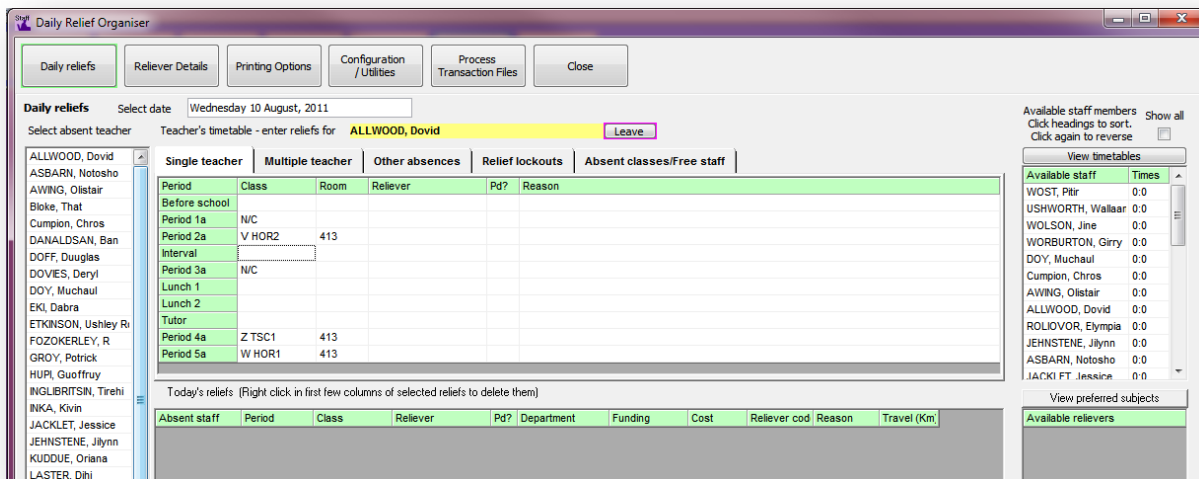 Staff Daily Relief Organiser
Daily reliefs Reliever Details Printing Options Configuration / Utilities Process Transaction Files Close
Daily reliefs Select date Wednesday 10 August, 2011
Select absent teacher Teacher's timetable - enter reliefs for ALLWOOD, Dovid Leave
ALLWOOD, Dovid
ASBARN, Notosho
AWING, Olistair
Bloke, That
Cumpion, Chros
DANALDSAN, Ban
DOFF, Duuglas
DOVIES, Deryl
DOY, Muchaul
EKI, Dabra
ETKINSON, Ushley
FOZOKERLEY, R
GROY, Potrick
HUPI, Guoffruy
INGLIBRITSIN, Tirehi
INKA, Kivin
JACKLET, Jessice
JEHNSTENE, Jilynn
KUDDUE, Oriana
LASTER, Dihi
Single teacher Multiple teacher Other absences Relief lockouts Absent classes/Free staff
Period Class Room Reliever Pd? Reason
Before school
Period 1a N/C
Period 2a V HOR2 413
Interval
Period 3a N/C
Lunch 1
Lunch 2
Tutor
Period 4a Z TSC1 413
Period 5a W HOR1 413
Today's reliefs (Right click in first few columns of selected reliefs to delete them)
Absent staff Period Class Reliever Pd? Department Funding Cost Reliever cod Reason Travel (Km)
Available staff members Show all
Click headings to sort.
Click again to reverse
View timetables
Available staff Times
WOST, Pitir 0:0
USHWORTH, Wallaar 0:0
WOLSON, Jine 0:0
WORBURTON, Girry 0:0
DOY, Muchaul 0:0
Cumpion, Chros 0:0
AWING, Olistair 0:0
ALLWOOD, Dovid 0:0
ROLIOVOR, Elympia 0:0
JEHNSTENE, Jilynn 0:0
ASBARN, Notosho 0:0
JACKLET, Jessice 0:0
View preferred subjects
Available relievers